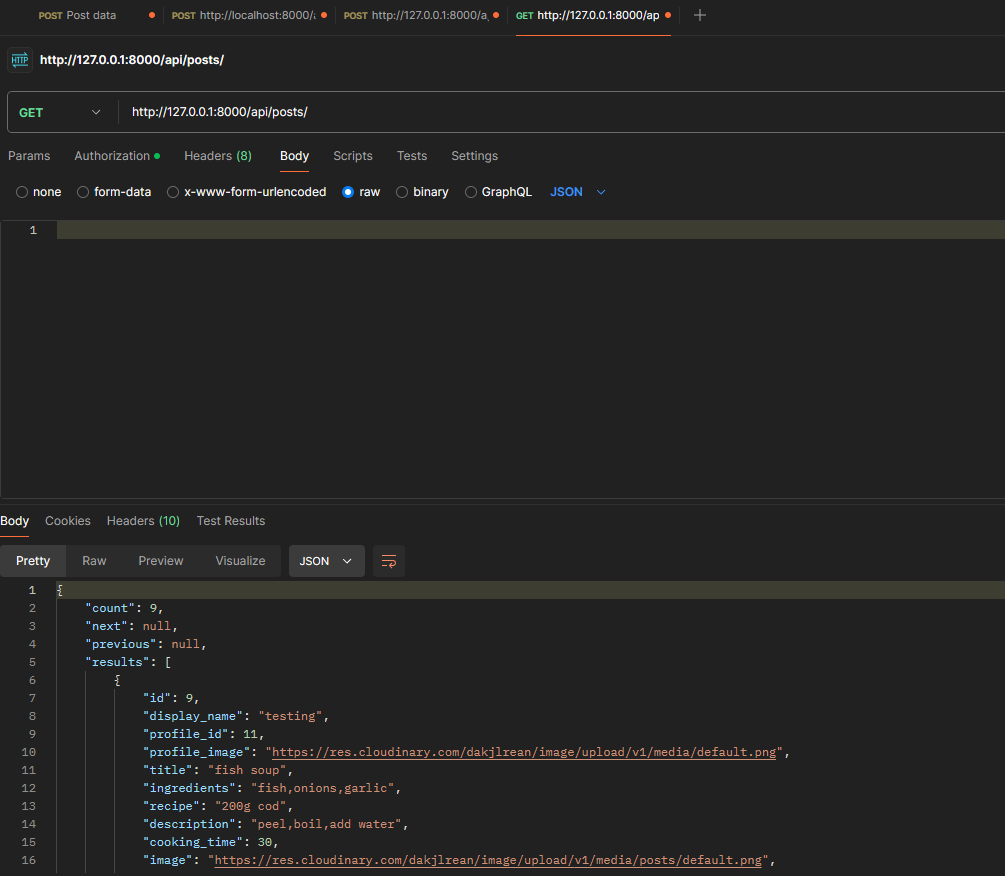 POST Post data POST http://localhost:8000/a POST http://127.0.0.1:8000/a, GET http://127.0.0.1:8000/ap
HTTP http://127.0.0.1:8000/api/posts/
GET http://127.0.0.1:8000/api/posts/
Params Authorization Headers (8) Body Scripts Tests Settings
none form-data x-www-form-urlencoded raw binary GraphQL JSON
1
Body Cookies Headers (10) Test Results
Pretty Raw Preview Visualize JSON
1 {
2 "count": 9,
3 "next": null,
4 "previous": null,
5 "results": [
6 {
7 "id": 9,
8 "display_name": "testing",
9 "profile_id": 11,
10 "profile_image": "https://res.cloudinary.com/dakjlrean/image/upload/v1/media/default.png",
11 "title": "fish soup",
12 "ingredients": "fish,onions,garlic",
13 "recipe": "200g cod",
14 "description": "peel,boil,add water",
15 "cooking_time": 30,
16 "image": "https://res.cloudinary.com/dakjlrean/image/upload/v1/media/posts/default.png",